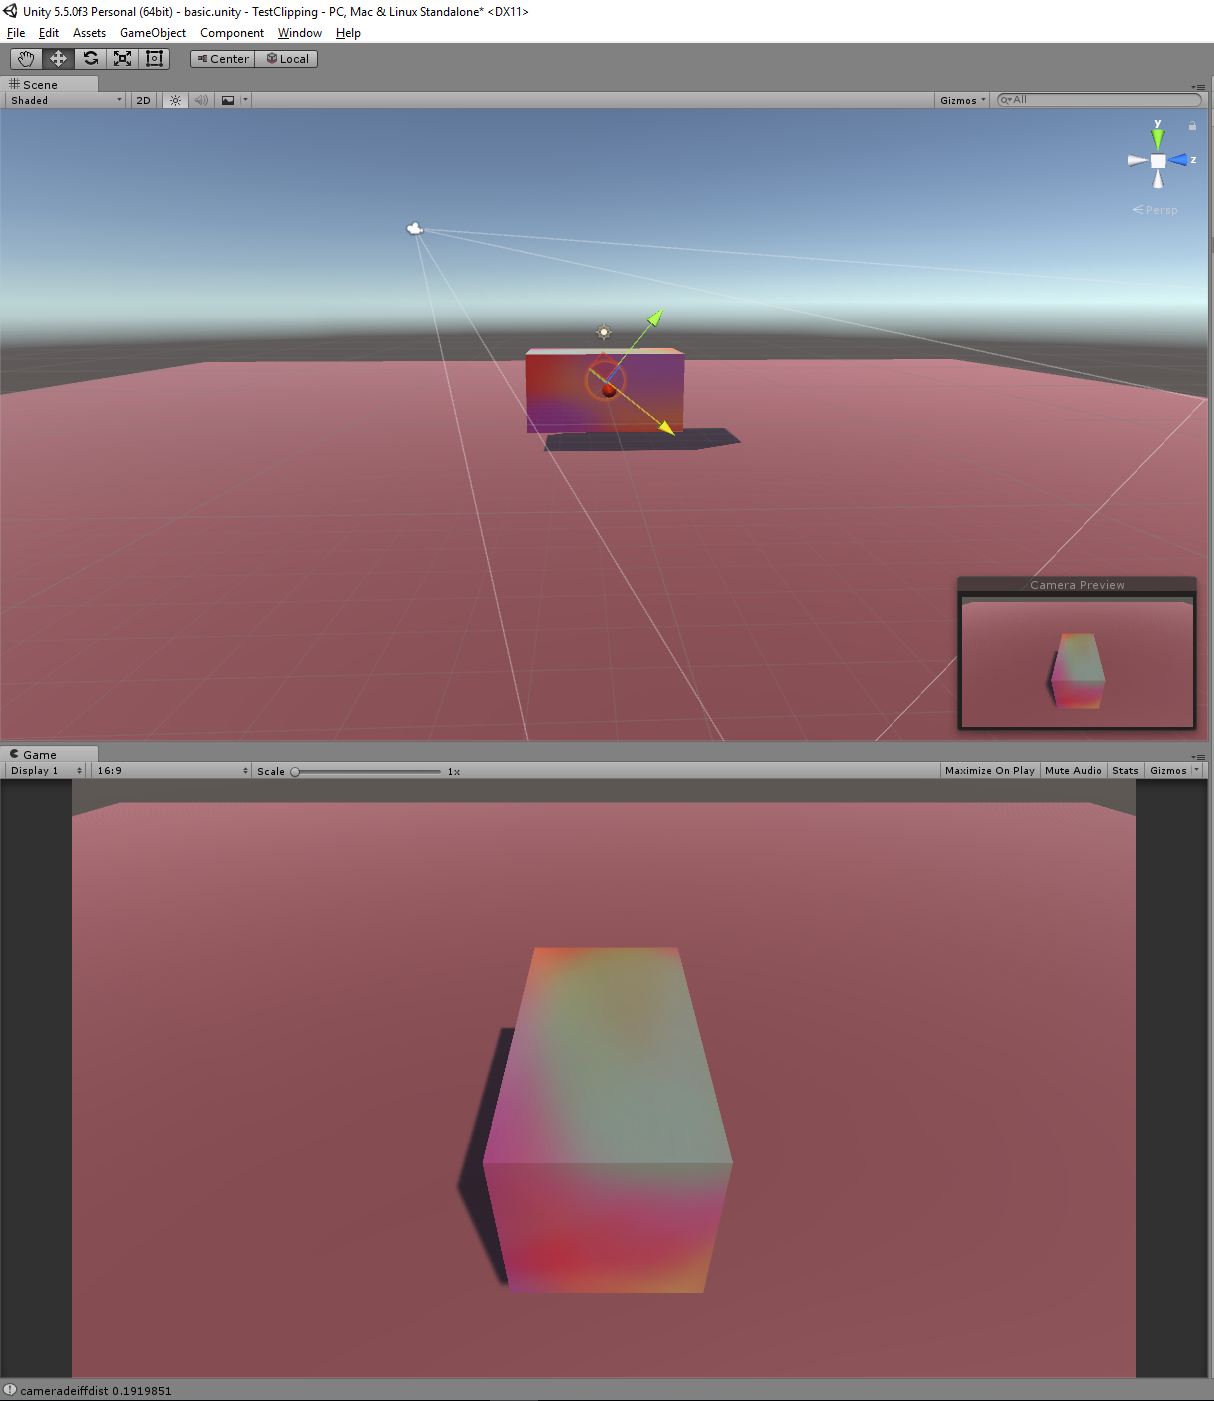 Unity 5.5.0f3 Personal (64bit) - basic.unity - TestClipping - PC, Mac & Linux Standalone* <DX11>
File Edit Assets GameObject Component Window Help
Center Local
Scene
Shaded 2D Gizmos All
y
z
Persp
Camera Preview
Game
Display 1 16:9 Scale 1x Maximize On Play Mute Audio Stats Gizmos
cameradeiffdist 0.1919851